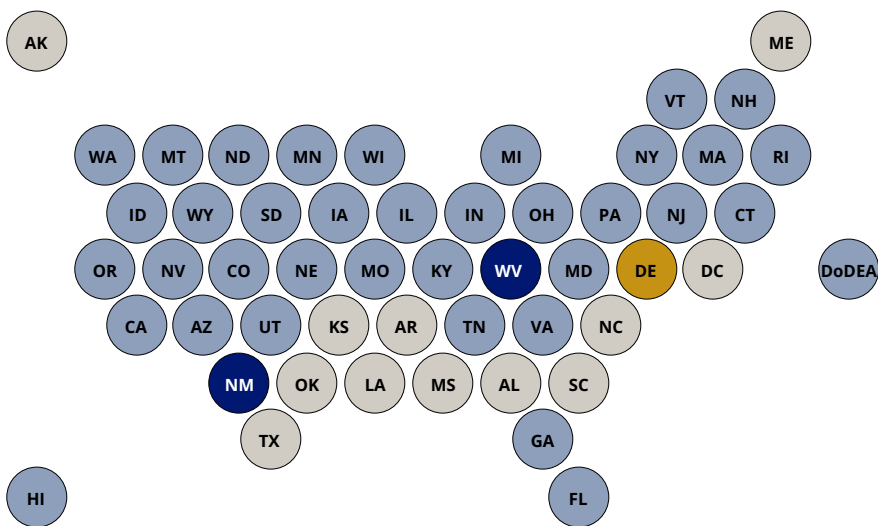 AK ME
VT NH
WA MT ND MN WI MI NY MA RI
ID WY SD IA IL IN OH PA NJ CT
OR NV CO NE MO KY WV MD DE DC DoDEA
CA AZ UT KS AR TN VA NC
NM OK LA MS AL SC
TX GA
HI FL